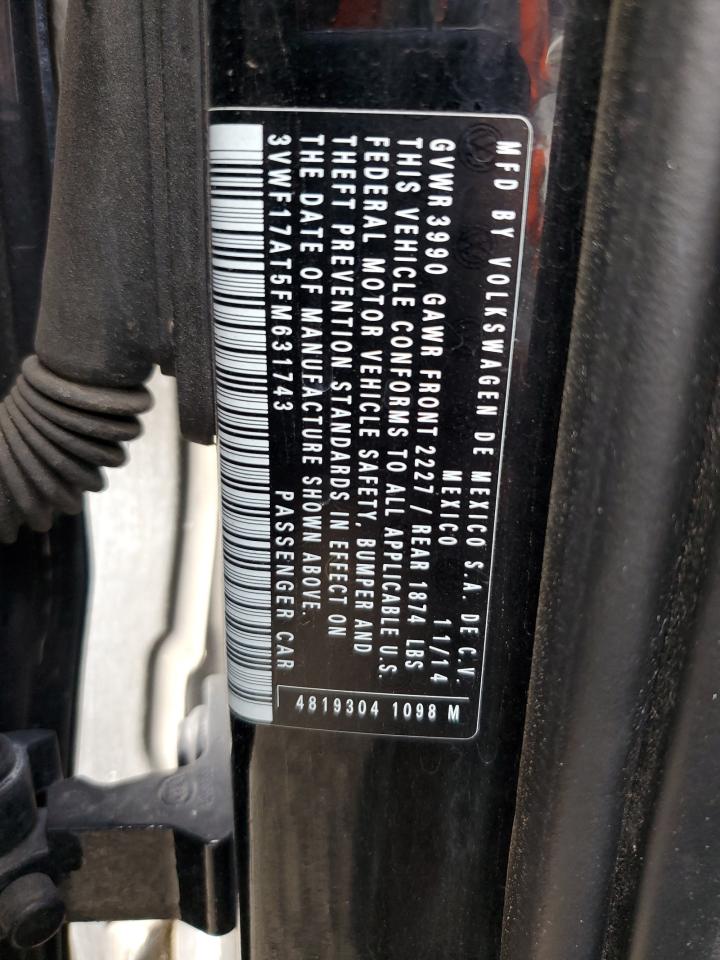 MFD BY VOLKSWAGEN DE MEXICO S.A. DE C.V.
MEXICO 11/14
GVWR 3990 GAWR FRONT 2227 / REAR 1874 LBS
THIS VEHICLE CONFORMS TO ALL APPLICABLE U.S.
FEDERAL MOTOR VEHICLE SAFETY, BUMPER AND
THEFT PREVENTION STANDARDS IN EFFECT ON
THE DATE OF MANUFACTURE SHOWN ABOVE.
3VWF17AT5FM631743 PASSENGER CAR
4819304 1098 M